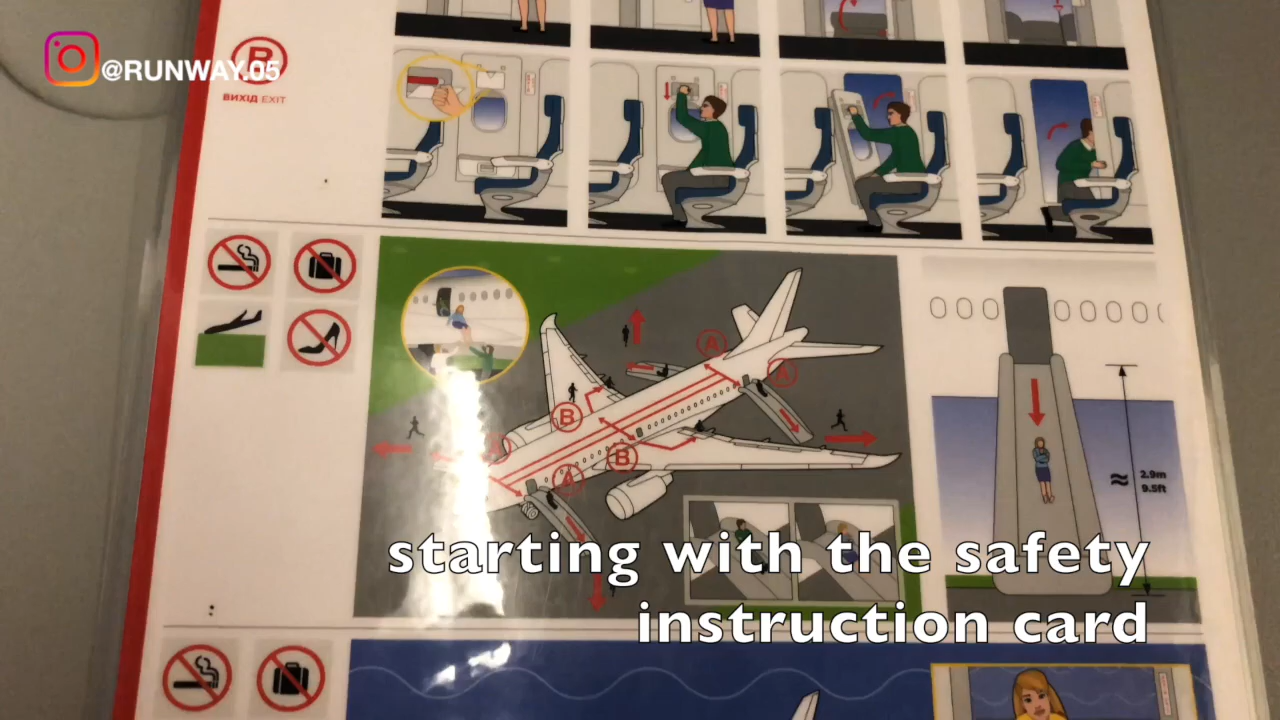 @RUNWAY.05
B
ВИХІД EXIT
A
A
B
B
A
A
≈ 2.9m
9.5ft
starting with the safety
instruction card